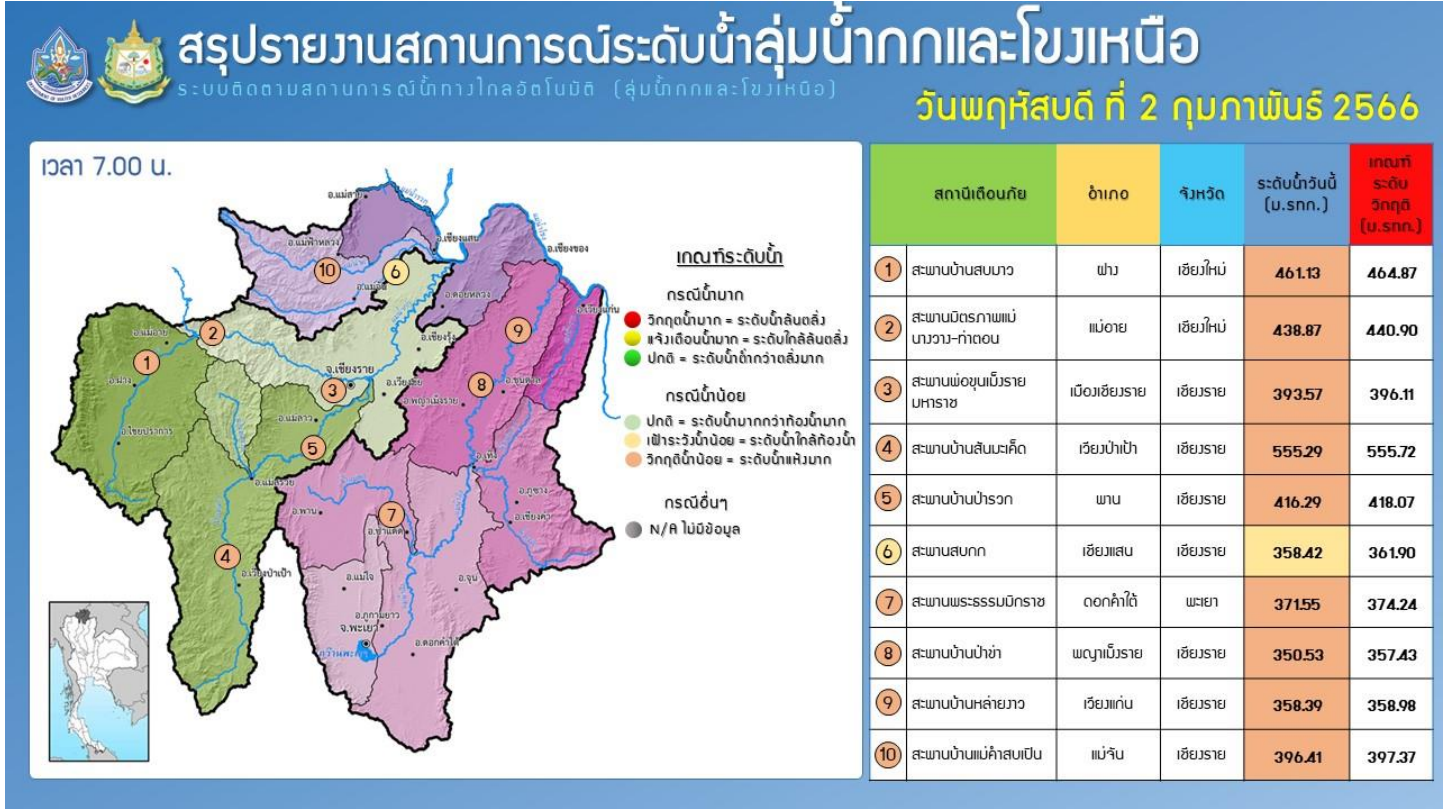 สรุปรายงานสถานการณ์ระดับน้ำลุ่มน้ำกกและโขงเหนือ
ระบบติดตามสถานการณ์น้ำทางไกลอัตโนมัติ (ลุ่มน้ำกกและโขงเหนือ)
วันพฤหัสบดี ที่ 2 กุมภาพันธ์ 2566
เวลา 7.00 น.
อ.แม่สาย
อ.แม่ฟ้าหลวง
อ.เชียงแสน
อ.เชียงของ
10
6
อ.ดอยหลวง
อ.เวียงแก่น
อ.แม่อาย
2
9
อ.เชียงรุ้ง
1
จ.เชียงราย
อ.ฝาง
3
8
อ.ขุนตาล
อ.พญาเม็งราย
อ.แม่ลาว
อ.ไชยปราการ
5
อ.เทิง
อ.แม่สรวย
อ.ภูซาง
อ.พาน
7
อ.เชียงคำ
อ.ป่าแดด
4
อ.เวียงป่าเป้า
อ.แม่ใจ
อ.จุน
อ.ภูกามยาว
จ.พะเยา
อ.ดอกคำใต้
กว๊านพะเยา
เกณฑ์ระดับน้ำ
กรณีน้ำมาก
วิกฤตน้ำมาก = ระดับน้ำล้นตลิ่ง
แจ้งเตือนน้ำมาก = ระดับใกล้ล้นตลิ่ง
ปกติ = ระดับน้ำต่ำกว่าตลิ่งมาก
กรณีน้ำน้อย
ปกติ = ระดับน้ำมากกว่าท้องน้ำมาก
เฝ้าระวังน้ำน้อย = ระดับน้ำใกล้ท้องน้ำ
วิกฤติน้ำน้อย = ระดับน้ำแห้งมาก
กรณีอื่นๆ
N/A ไม่มีข้อมูล
สถานีเตือนภัย อำเภอ จังหวัด ระดับน้ำวันนี้ (ม.รทก.) เกณฑ์ระดับวิกฤติ (ม.รทก.)
1 สะพานบ้านสบมาว ฝาง เชียงใหม่ 461.13 464.87
2 สะพานมิตรภาพแม่นางวาง-ท่าตอน แม่อาย เชียงใหม่ 438.87 440.90
3 สะพานพ่อขุนเม็งรายมหาราช เมืองเชียงราย เชียงราย 393.57 396.11
4 สะพานบ้านสันมะเค็ด เวียงป่าเป้า เชียงราย 555.29 555.72
5 สะพานบ้านป่ารวก พาน เชียงราย 416.29 418.07
6 สะพานสบกก เชียงแสน เชียงราย 358.42 361.90
7 สะพานพระธรรมมิกราช ดอกคำใต้ พะเยา 371.55 374.24
8 สะพานบ้านป่าข่า พญาเม็งราย เชียงราย 350.53 357.43
9 สะพานบ้านหล่ายงาว เวียงแก่น เชียงราย 358.39 358.98
10 สะพานบ้านแม่คำสบเปิน แม่จัน เชียงราย 396.41 397.37